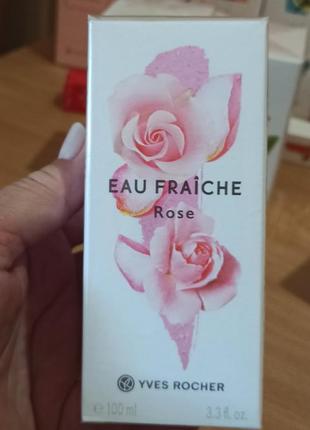 EAU FRAÎCHE
Rose
YVES ROCHER
e 100 ml 3.3 fl. oz.